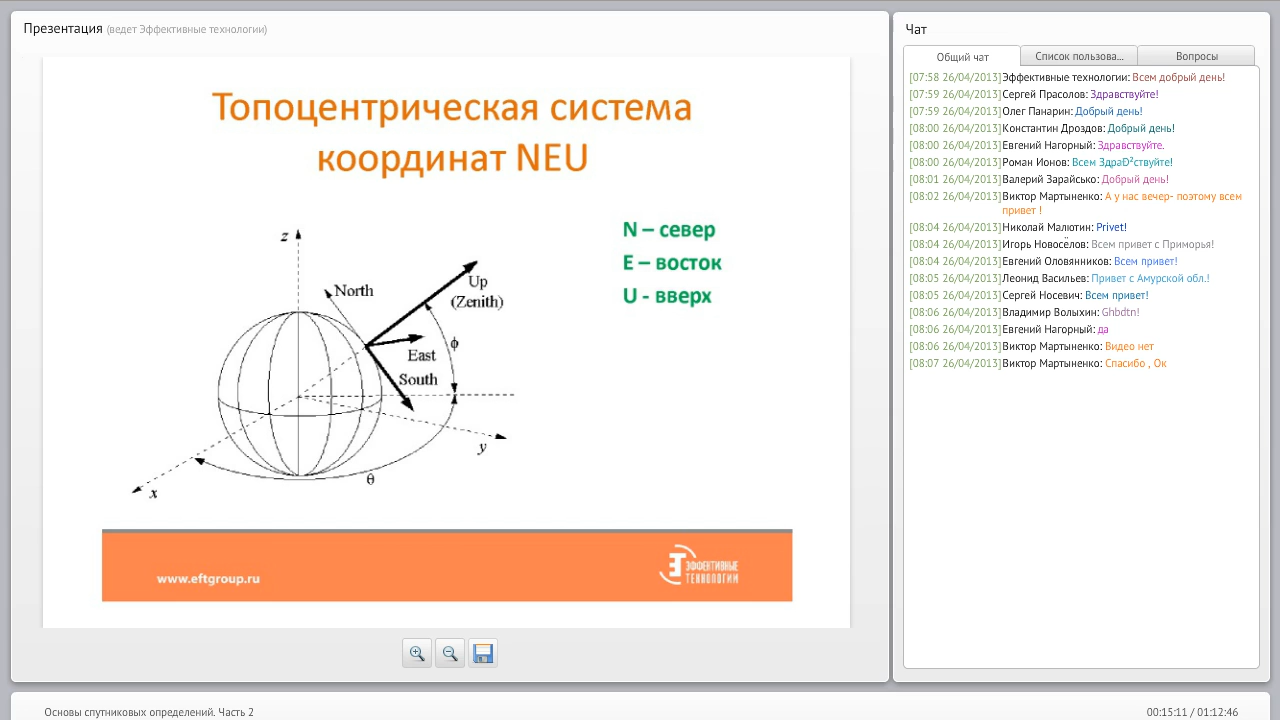 Презентация (ведет Эффективные технологии)
Топоцентрическая система
координат NEU
N – север
E – восток
U - вверх
z
North
Up
(Zenith)
East
South
ϕ
y
x
θ
www.eftgroup.ru
ЭФФЕКТИВНЫЕ
ТЕХНОЛОГИИ
Чат
Общий чат
Список пользова...
Вопросы
[07:58 26/04/2013]Эффективные технологии: Всем добрый день!
[07:59 26/04/2013]Сергей Прасолов: Здравствуйте!
[07:59 26/04/2013]Олег Панарин: Добрый день!
[08:00 26/04/2013]Константин Дроздов: Добрый день!
[08:00 26/04/2013]Евгений Нагорный: Здравствуйте.
[08:00 26/04/2013]Роман Ионов: Всем ЗдраÐ²ствуйте!
[08:01 26/04/2013]Валерий Зарайсько: Добрый день!
[08:02 26/04/2013]Виктор Мартыненко: А у нас вечер- поэтому всем
привет !
[08:04 26/04/2013]Николай Малютин: Privet!
[08:04 26/04/2013]Игорь Новосёлов: Всем привет с Приморья!
[08:04 26/04/2013]Евгений Оловянников: Всем привет!
[08:05 26/04/2013]Леонид Васильев: Привет с Амурской обл.!
[08:05 26/04/2013]Сергей Носевич: Всем привет!
[08:06 26/04/2013]Владимир Волыхин: Ghbdtn!
[08:06 26/04/2013]Евгений Нагорный: да
[08:06 26/04/2013]Виктор Мартыненко: Видео нет
[08:07 26/04/2013]Виктор Мартыненко: Спасибо , Ок
Основы спутниковых определений. Часть 2
00:15:11 / 01:12:46